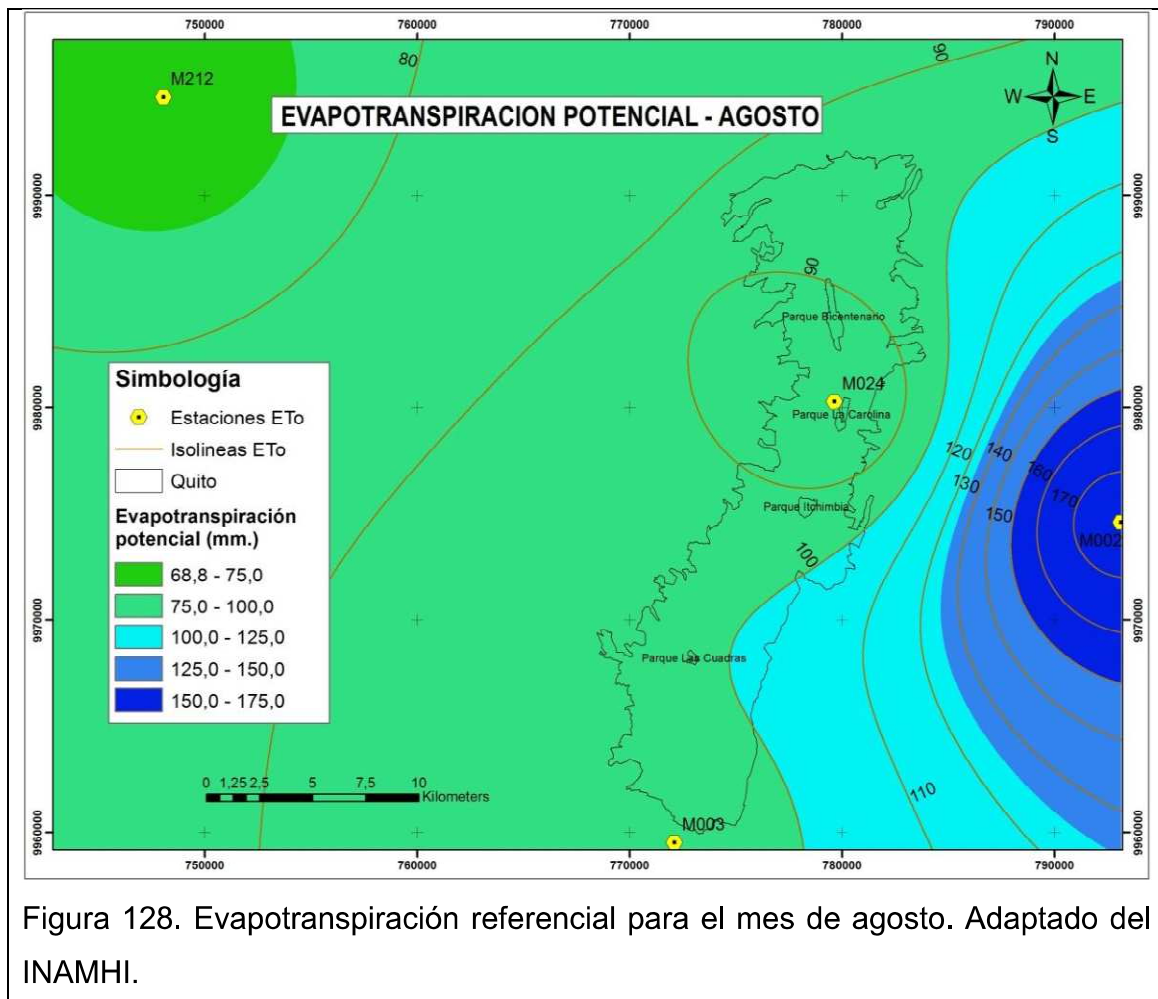 750000 760000 770000 780000 790000
80
90
M212
N
W E
S
EVAPOTRANSPIRACION POTENCIAL - AGOSTO
9990000 9990000
90
Parque Bicentenario
Simbología
Estaciones ETo
Isolineas ETo
Quito
Evapotranspiración
potencial (mm.)
68,8 - 75,0
75,0 - 100,0
100,0 - 125,0
125,0 - 150,0
150,0 - 175,0
M024
9980000 9980000
Parque La Carolina
120
140
130
160
170
150
Parque Itchimbia
M002
100
9970000 9970000
Parque Las Cuadras
0 1,25 2,5 5 7,5 10
Kilometers
110
M003
9960000 9960000
750000 760000 770000 780000 790000
Figura 128. Evapotranspiración referencial para el mes de agosto. Adaptado del
INAMHI.